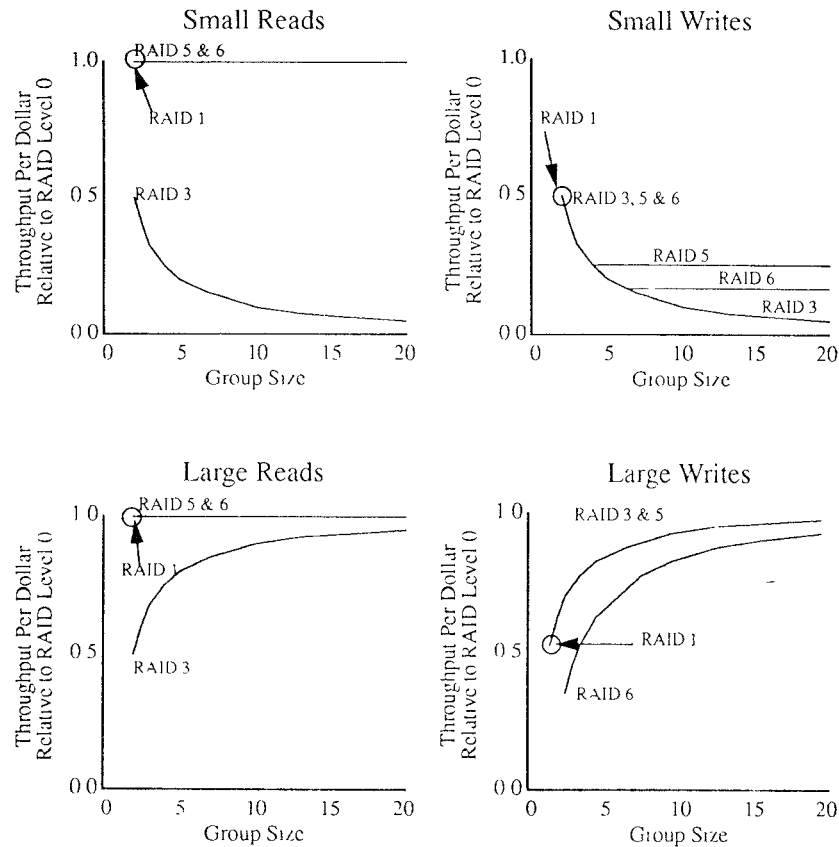 Small Reads
RAID 5 & 6
1.0
RAID 1
0 5
RAID 3
0 0
0 5 10 15 20
Group Size
Throughput Per Dollar
Relative to RAID Level 0
Small Writes
1.0
RAID 1
0 5
RAID 3, 5 & 6
RAID 5
RAID 6
RAID 3
0 0
0 5 10 15 20
Group Size
Throughput Per Dollar
Relative to RAID Level 0
Large Reads
RAID 5 & 6
1 0
RAID 1
0 5
RAID 3
0 0
0 5 10 15 20
Group Size
Throughput Per Dollar
Relative to RAID Level 0
Large Writes
1 0
RAID 3 & 5
0 5
RAID 1
RAID 6
0 0
0 5 10 15 20
Group Size
Throughput Per Dollar
Relative to RAID Level 0